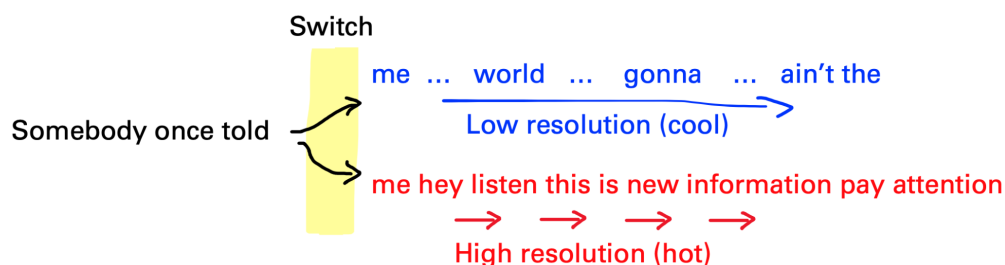 Switch
me ... world ... gonna ... ain't the
Low resolution (cool)
Somebody once told
me hey listen this is new information pay attention
High resolution (hot)